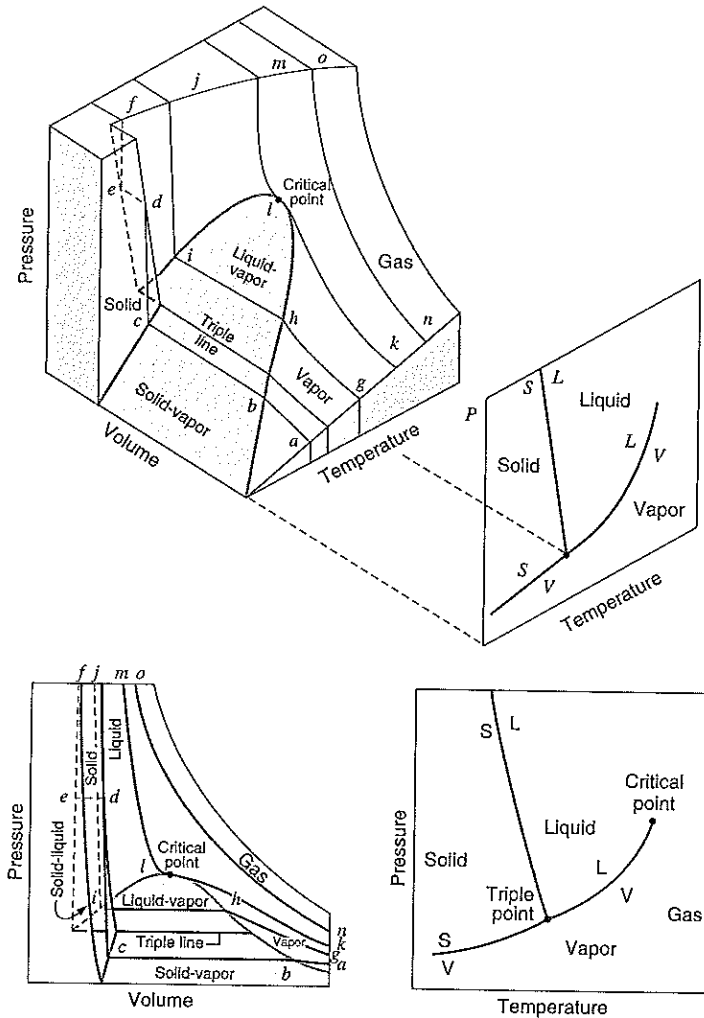 m o
j
f
Critical
point
e d
l
Liquid-
vapor
Gas
i
Pressure
Solid
h
n
c
Triple
line
k
Vapor
g
Solid-vapor
b
a
Volume
Temperature
P
S L
Liquid
L
V
Solid
Vapor
S
V
Temperature
f j m o
Liquid
Solid
e d
Pressure
Critical
point
l
Gas
Solid-liquid
i
Liquid-vapor
h
n
Triple line
Vapor
k
c
g
a
Solid-vapor
b
Volume
S L
Critical
point
Pressure
Liquid
Solid
L
V
Triple
point
Gas
S
V
Vapor
Temperature